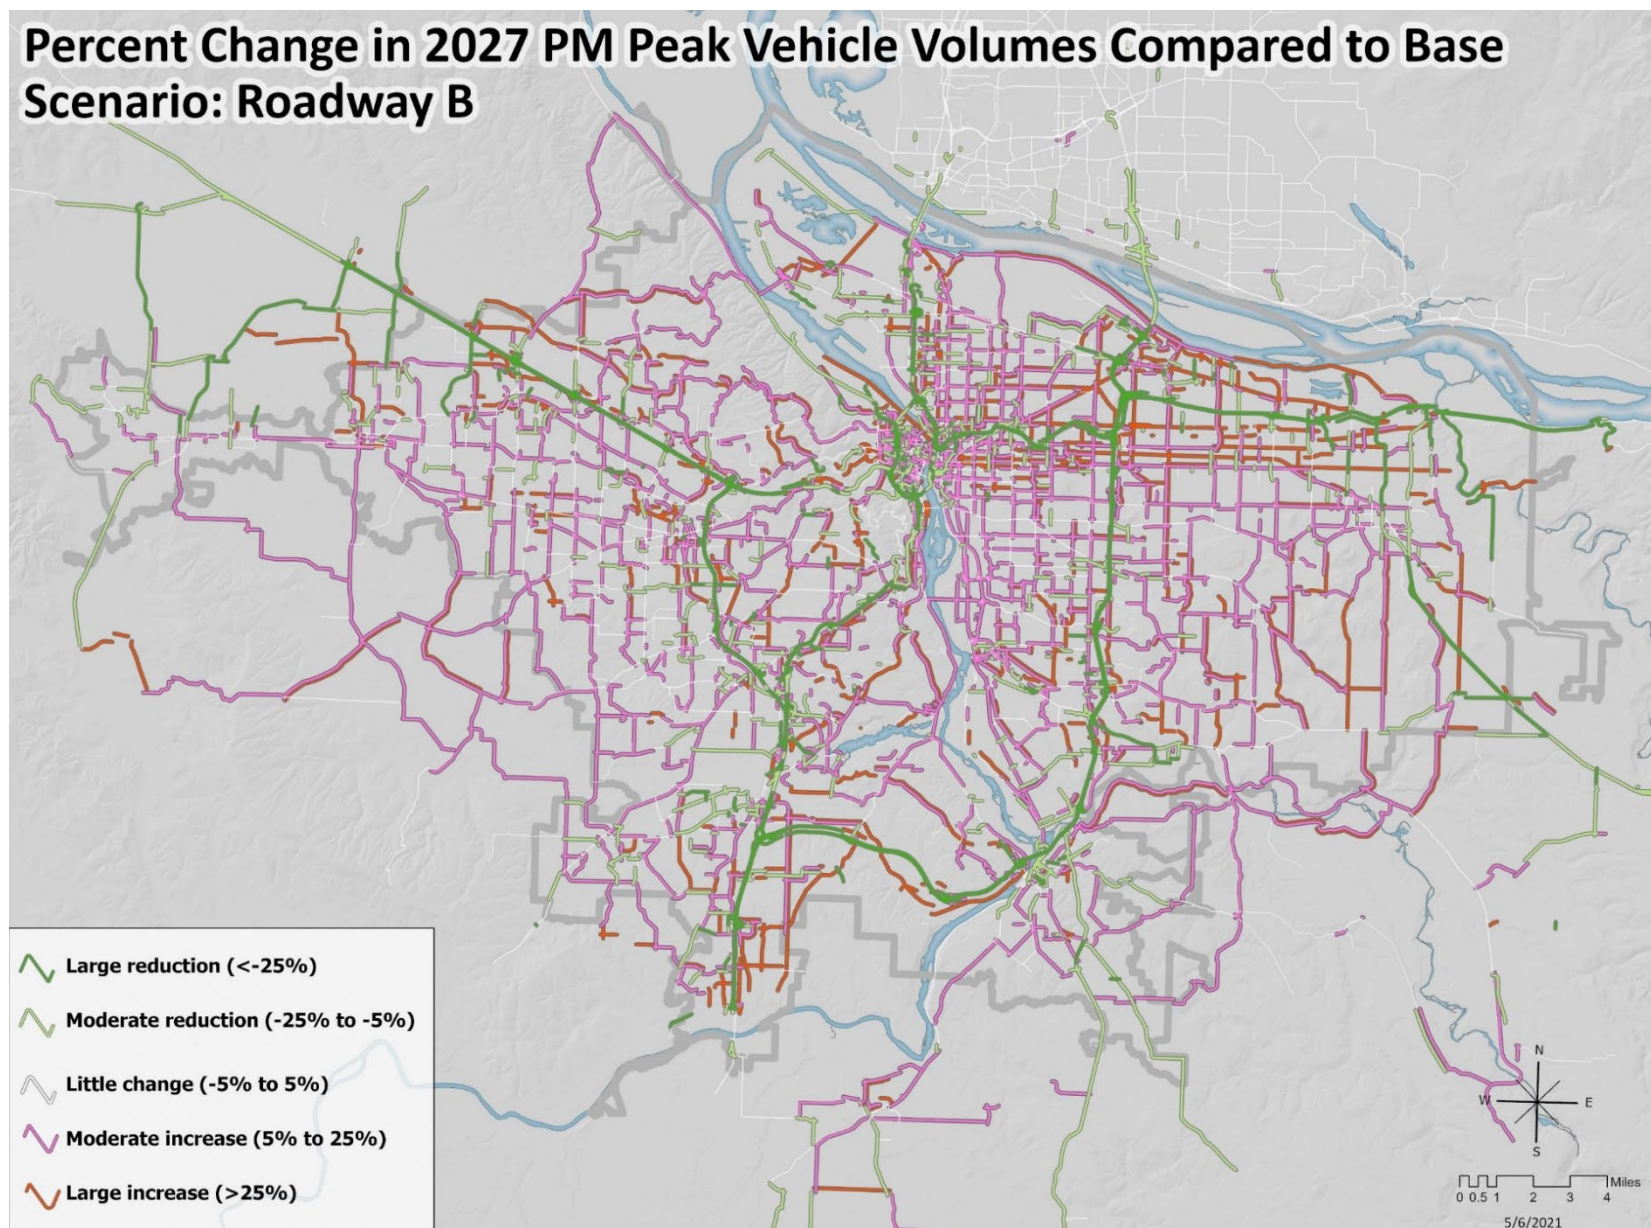 Percent Change in 2027 PM Peak Vehicle Volumes Compared to Base
Scenario: Roadway B
Large reduction (<-25%)
Moderate reduction (-25% to -5%)
Little change (-5% to 5%)
Moderate increase (5% to 25%)
Large increase (>25%)
N
W E
S
Miles
0 0.5 1 2 3 4
5/6/2021